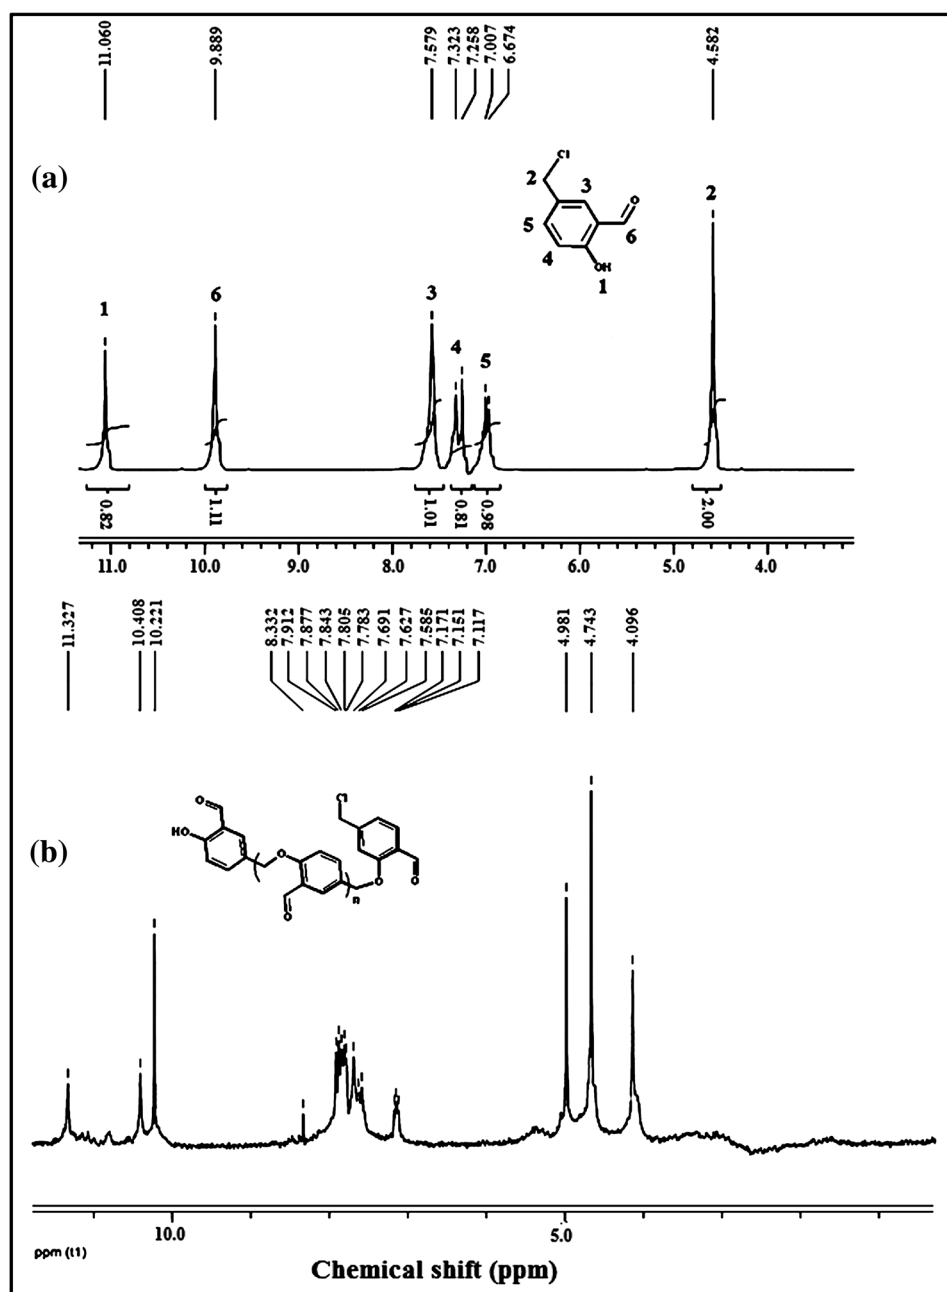 11.060
9.889
7.579
7.323
7.258
7.007
6.674
4.582
(a)
Cl
2
3
O
5
6
4
OH
1
2
1
6
3
4
5
0.82
1.11
1.01
0.81
0.98
2.00
11.0 10.0 9.0 8.0 7.0 6.0 5.0 4.0
11.327
10.408
10.221
8.332
7.912
7.877
7.843
7.805
7.783
7.691
7.627
7.585
7.171
7.151
7.117
4.981
4.743
4.096
(b)
Cl
O
HO
O
O
O
O
n
10.0 5.0
ppm (t1)
Chemical shift (ppm)